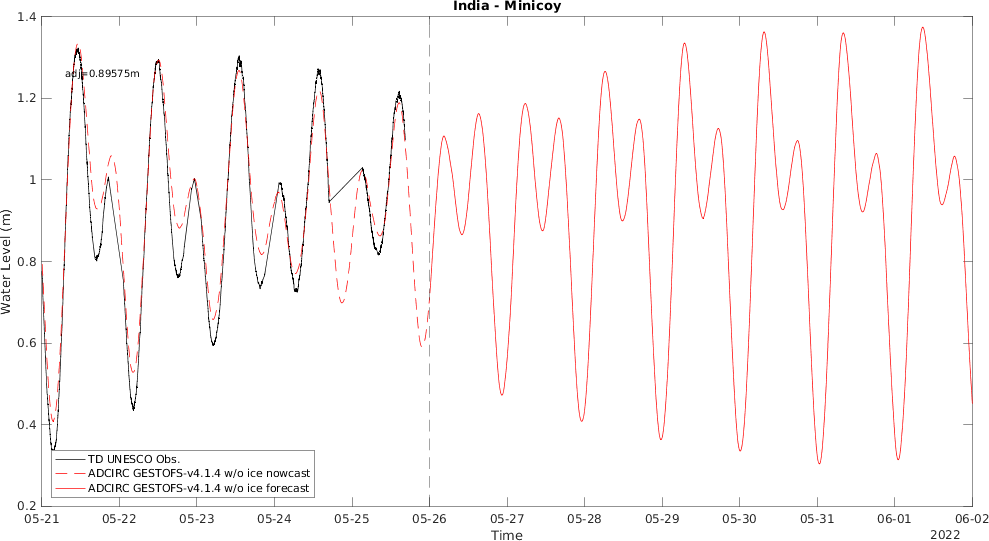 India - Minicoy
1.4
adj=0.89575m
1.2
1
0.8
0.6
0.4
0.2
Water Level (m)
TD UNESCO Obs.
ADCIRC GESTOFS-v4.1.4 w/o ice nowcast
ADCIRC GESTOFS-v4.1.4 w/o ice forecast
05-21 05-22 05-23 05-24 05-25 05-26 05-27 05-28 05-29 05-30 05-31 06-01 06-02
Time
2022